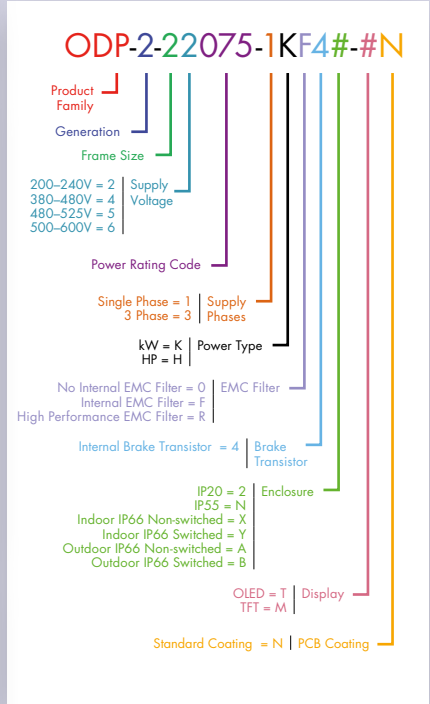 ODP-2-22075-1KF4#-#N
Product
Family
Generation
Frame Size
200–240V = 2
380–480V = 4
480–525V = 5
500–600V = 6
Supply
Voltage
Power Rating Code
Single Phase = 1
3 Phase = 3
Supply
Phases
kW = K
HP = H
Power Type
No Internal EMC Filter = 0
Internal EMC Filter = F
High Performance EMC Filter = R
EMC Filter
Internal Brake Transistor = 4
Brake
Transistor
IP20 = 2
IP55 = N
Indoor IP66 Non-switched = X
Indoor IP66 Switched = Y
Outdoor IP66 Non-switched = A
Outdoor IP66 Switched = B
Enclosure
OLED = T
TFT = M
Display
Standard Coating = N
PCB Coating